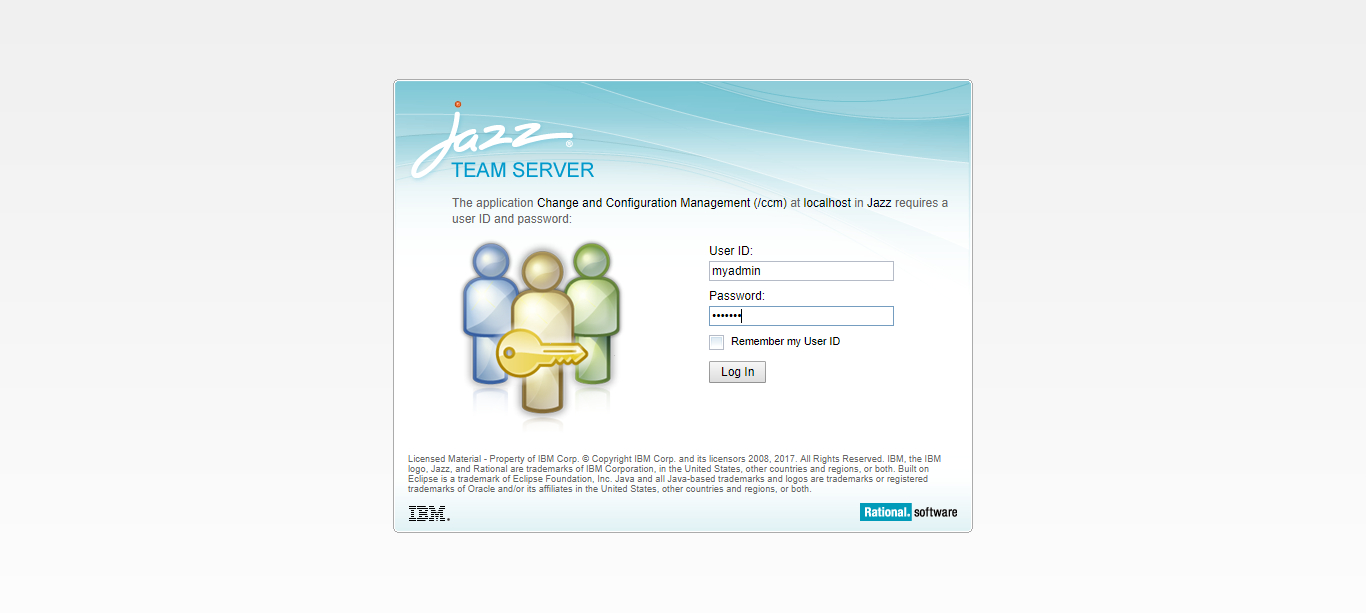 jazz®
TEAM SERVER
The application Change and Configuration Management (/ccm) at localhost in Jazz requires a
user ID and password:
User ID:
myadmin
Password:
•••••••
Remember my User ID
Log In
Licensed Material - Property of IBM Corp. © Copyright IBM Corp. and its licensors 2008, 2017. All Rights Reserved. IBM, the IBM
logo, Jazz, and Rational are trademarks of IBM Corporation, in the United States, other countries and regions, or both. Built on
Eclipse is a trademark of Eclipse Foundation, Inc. Java and all Java-based trademarks and logos are trademarks or registered
trademarks of Oracle and/or its affiliates in the United States, other countries and regions, or both.
IBM.
Rational. software